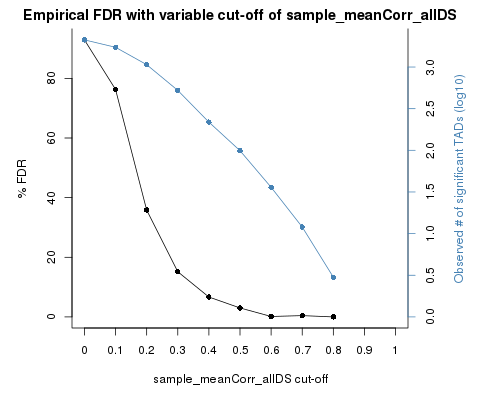 Empirical FDR with variable cut-off of sample_meanCorr_allDS
% FDR
80
60
40
20
0
3.0
2.5
2.0
1.5
1.0
0.5
0.0
Observed # of significant TADs (log10)
0 0.1 0.2 0.3 0.4 0.5 0.6 0.7 0.8 0.9 1
sample_meanCorr_allDS cut-off